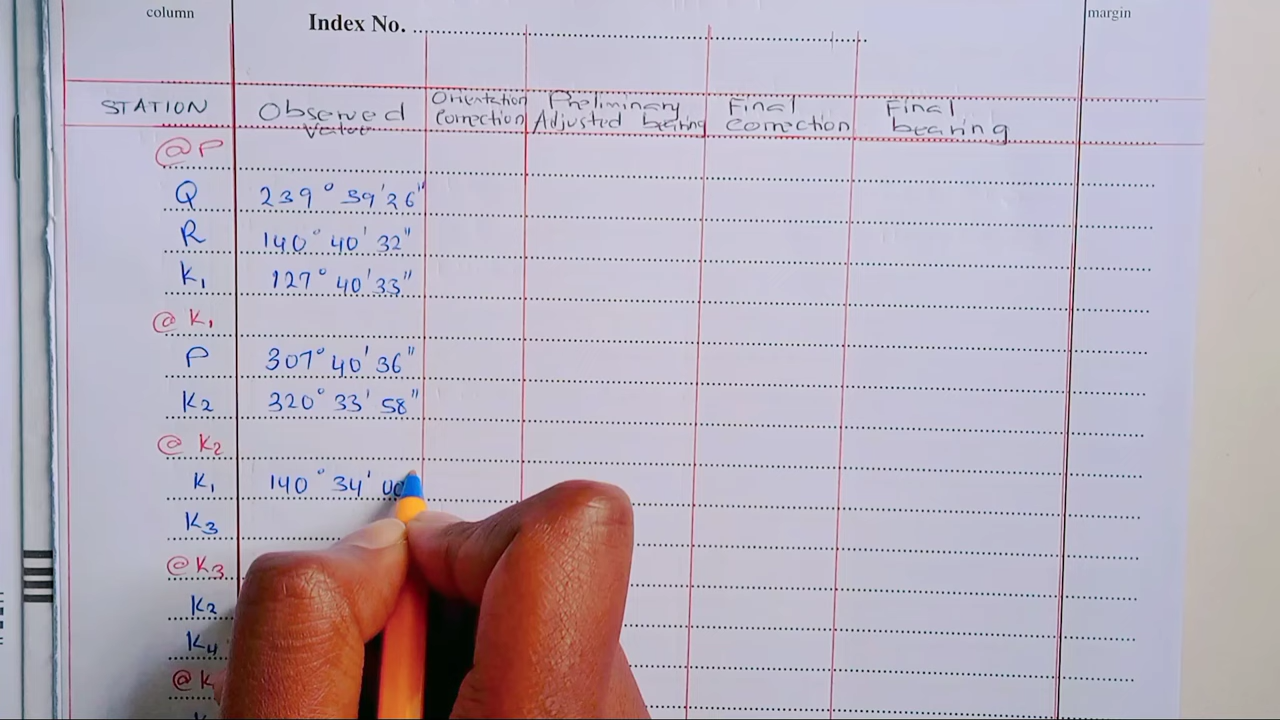 column
margin
Index No.
STATION Observed Value Orientation Correction Preliminary Adjusted bearing Final correction Final bearing
@P
Q 239° 39' 26"
R 140° 40' 32"
K1 127° 40' 33"
@ K1
P 307° 40' 36"
K2 320° 33' 58"
@ K2
K1 140° 34' 00
K3
@K3
K2
K4
@K